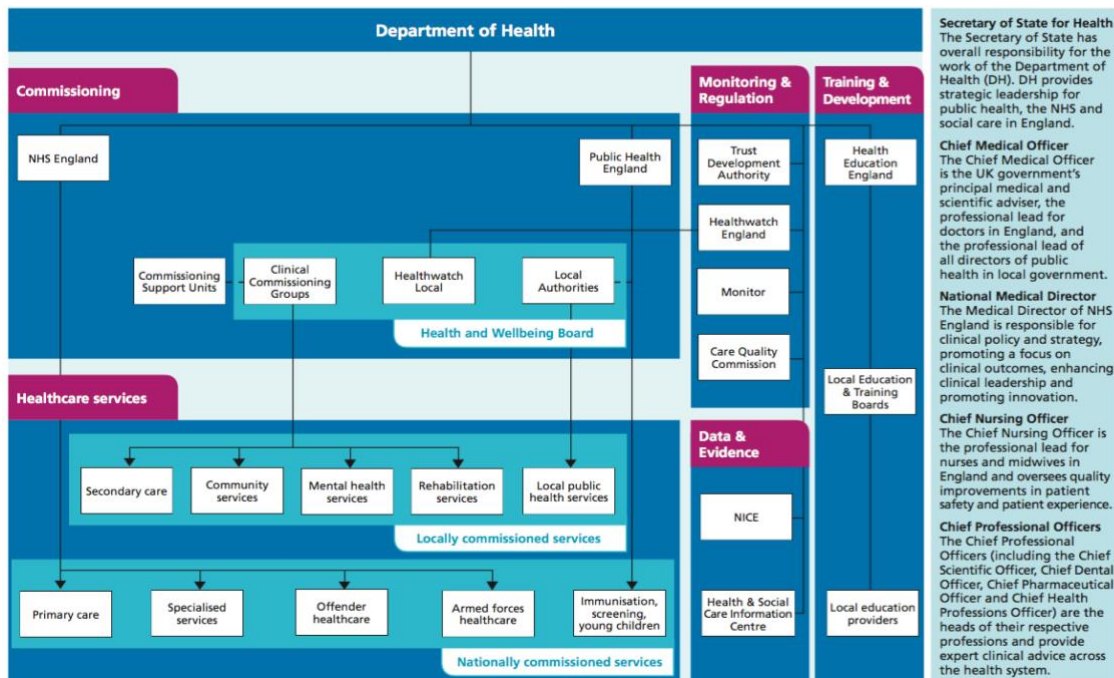 Department of Health
Commissioning
NHS England
Public Health
England
Commissioning
Support Units
Clinical
Commissioning
Groups
Healthwatch
Local
Local
Authorities
Health and Wellbeing Board
Healthcare services
Secondary care
Community
services
Mental health
services
Rehabilitation
services
Local public
health services
Locally commissioned services
Primary care
Specialised
services
Offender
healthcare
Armed forces
healthcare
Immunisation,
screening,
young children
Nationally commissioned services
Monitoring &
Regulation
Trust
Development
Authority
Healthwatch
England
Monitor
Care Quality
Commission
Data &
Evidence
NICE
Health & Social
Care Information
Centre
Training &
Development
Health
Education
England
Local Education
& Training
Boards
Local education
providers
Secretary of State for Health
The Secretary of State has
overall responsibility for the
work of the Department of
Health (DH). DH provides
strategic leadership for
public health, the NHS and
social care in England.
Chief Medical Officer
The Chief Medical Officer
is the UK government's
principal medical and
scientific adviser, the
professional lead for
doctors in England, and
the professional lead of
all directors of public
health in local government.
National Medical Director
The Medical Director of NHS
England is responsible for
clinical policy and strategy,
promoting a focus on
clinical outcomes, enhancing
clinical leadership and
promoting innovation.
Chief Nursing Officer
The Chief Nursing Officer is
the professional lead for
nurses and midwives in
England and oversees quality
improvements in patient
safety and patient experience.
Chief Professional Officers
The Chief Professional
Officers (including the Chief
Scientific Officer, Chief Dental
Officer, Chief Pharmaceutical
Officer and Chief Health
Professions Officer) are the
heads of their respective
professions and provide
expert clinical advice across
the health system.